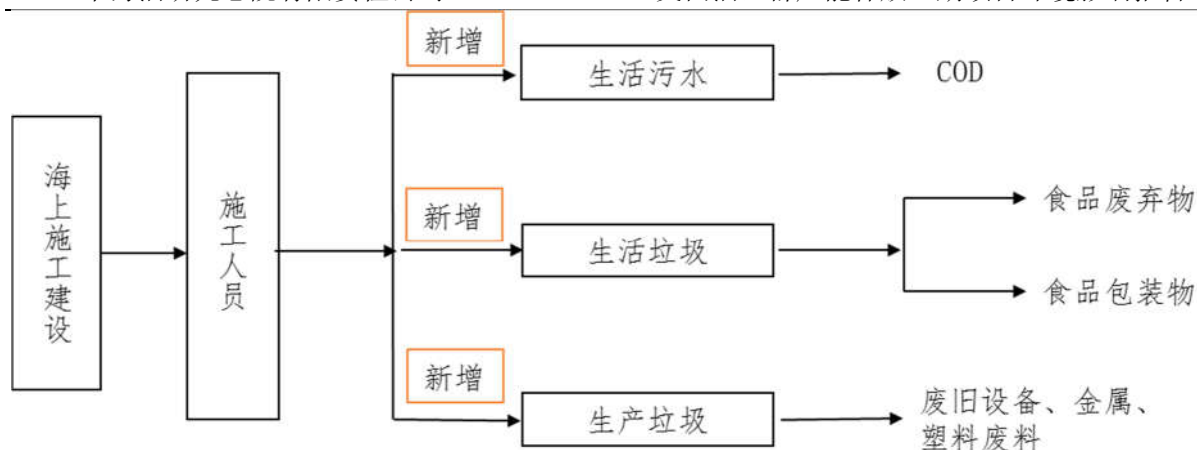 新增
生活污水
COD
海上施工建设
施工人员
新增
生活垃圾
食品废弃物
食品包装物
新增
生产垃圾
废旧设备、金属、
塑料废料